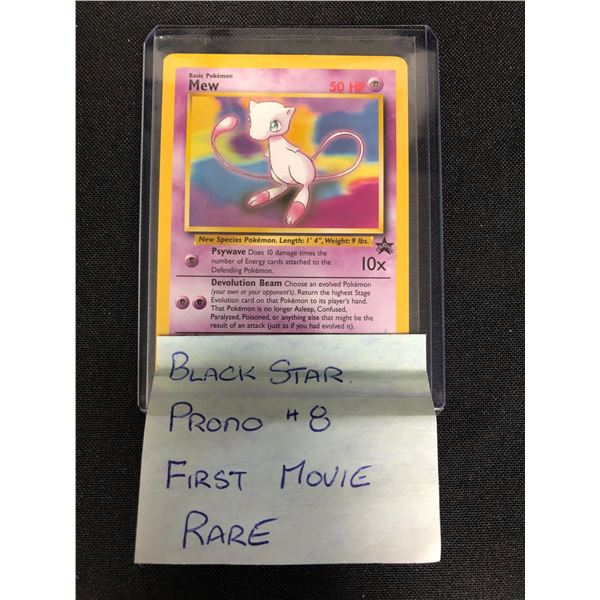 Basic Pokémon
Mew
50 HP
New Species Pokémon. Length: 1' 4", Weight: 9 lbs.
PROMO
Psywave Does 10 damage times the
number of Energy cards attached to the
Defending Pokémon.
10x
Devolution Beam Choose an evolved Pokémon
(your own or your opponent's). Return the highest Stage
Evolution card on that Pokémon to its player's hand.
That Pokémon is no longer Asleep, Confused,
Paralyzed, Poisoned, or anything else that might be the
result of an attack (just as if you had evolved it).
BLACK STAR.
PROMO #8
FIRST MOVIE
RARE